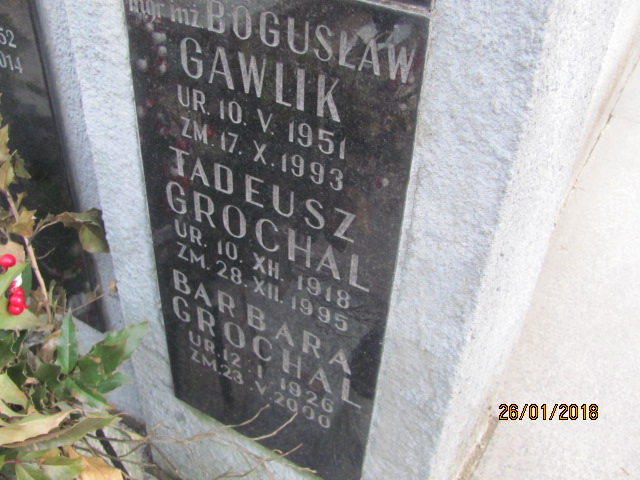 mgr inż. BOGUSŁAW
GAWLIK
UR. 10. V. 1951
ZM. 17. X. 1993
TADEUSZ
GROCHAL
UR. 10. XII. 1918
ZM. 28. XII. 1995
BARBARA
GROCHAL
UR. 12. I. 1926
ZM. 23. V. 2000
26/01/2018